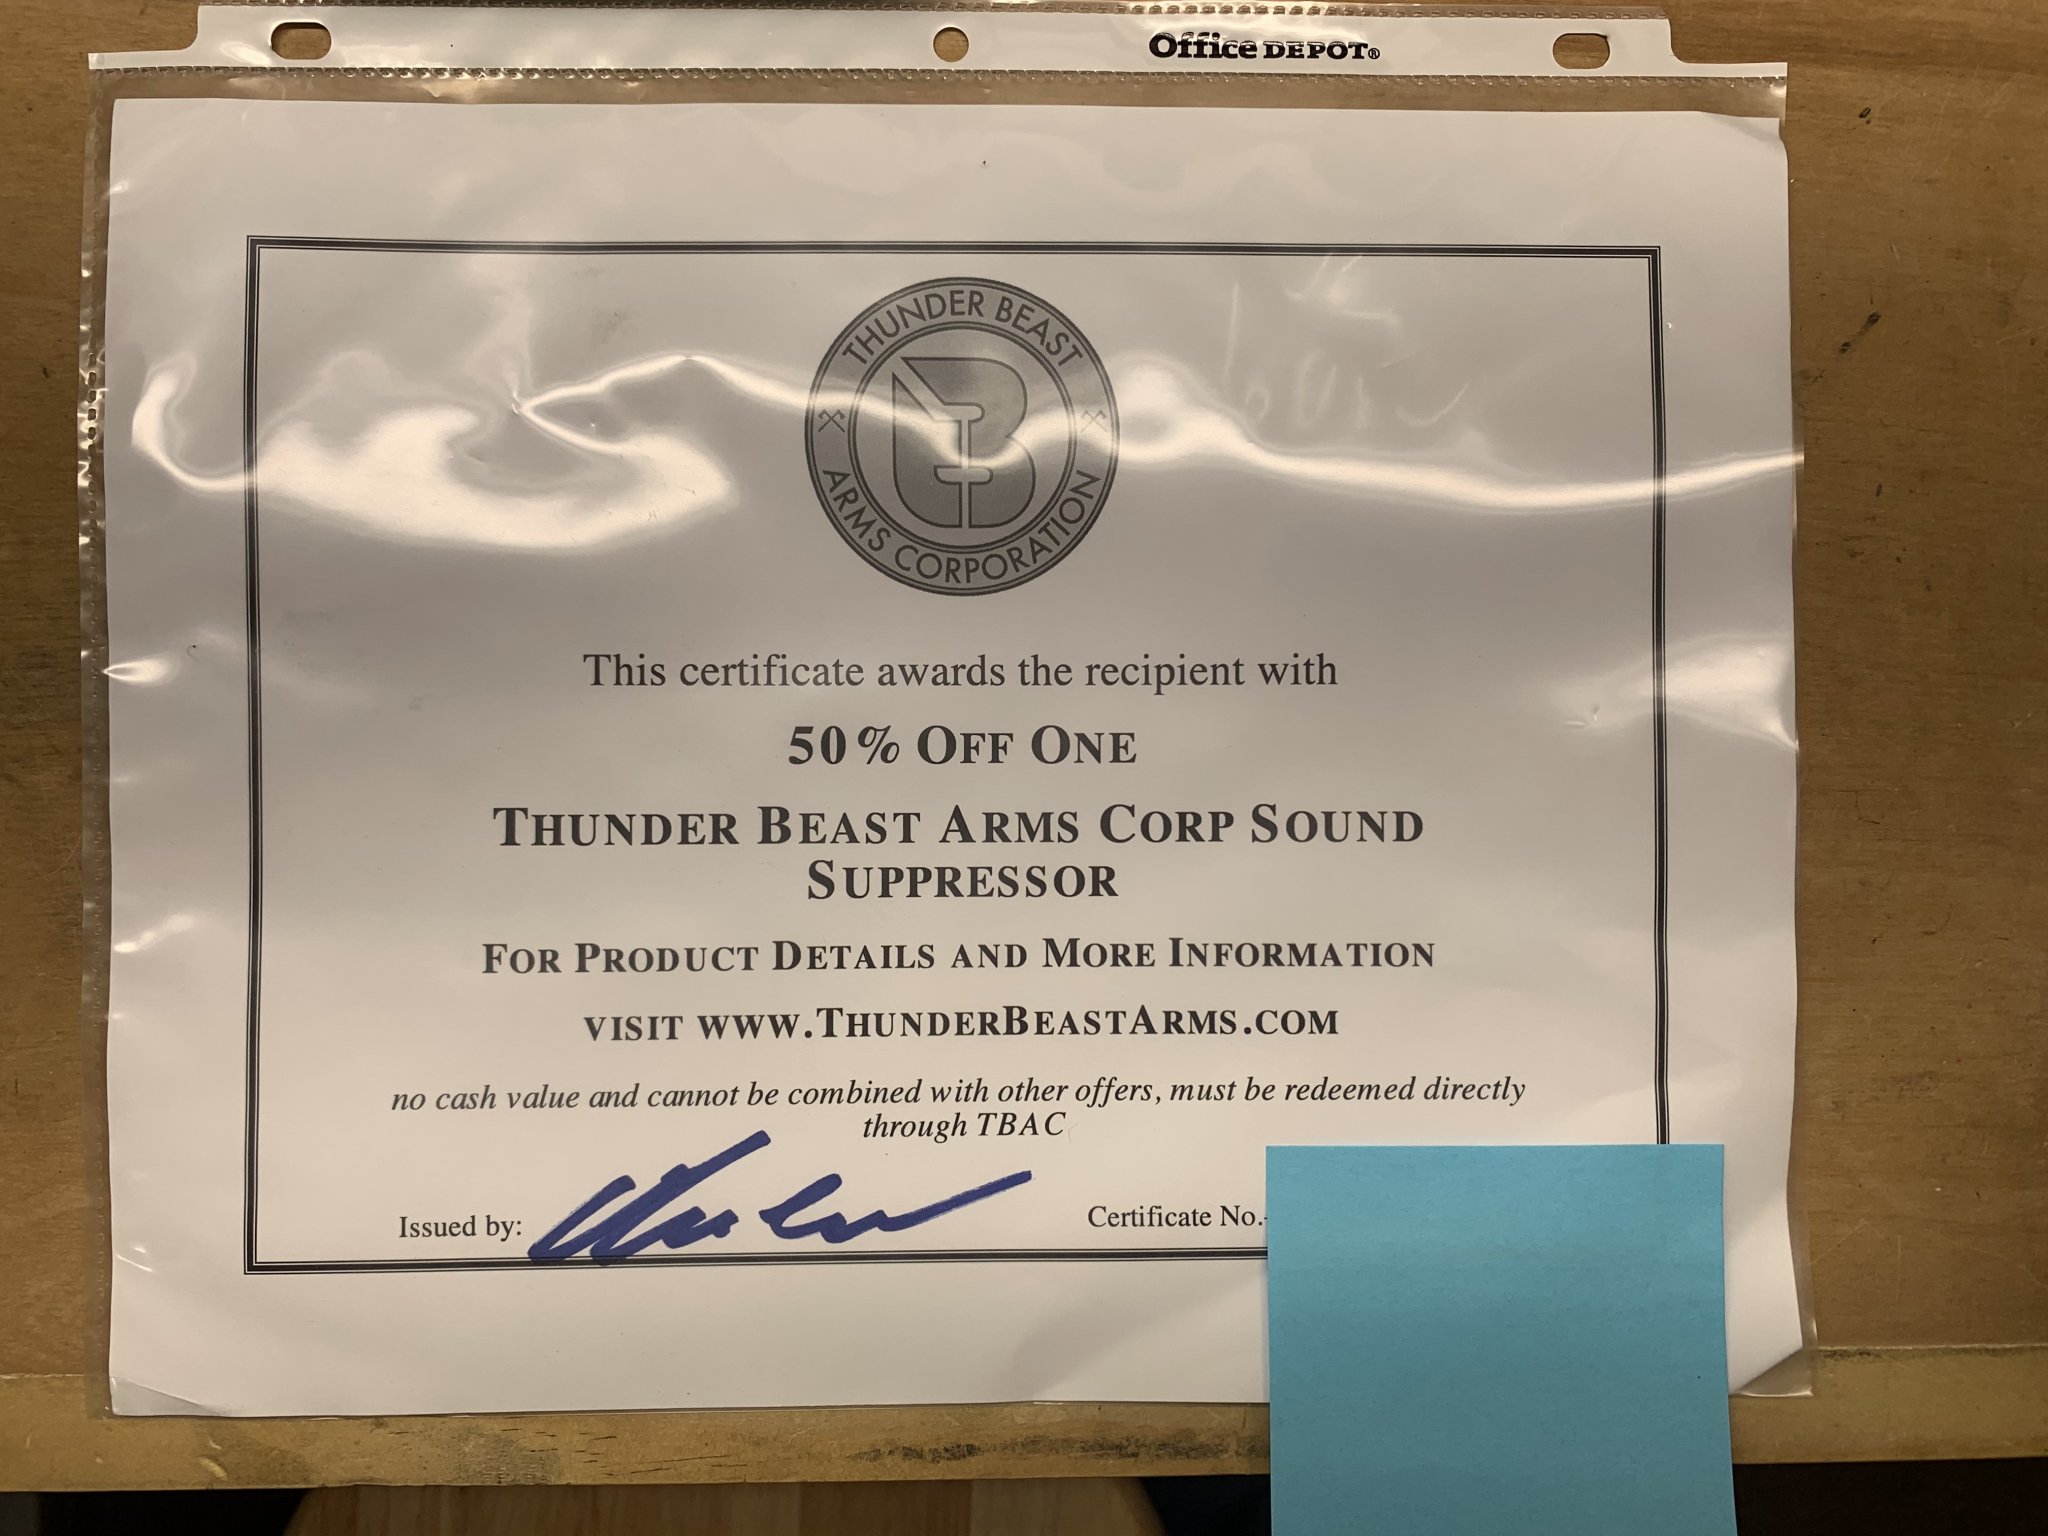 Office DEPOT®
THUNDER BEAST
ARMS CORPORATION
This certificate awards the recipient with
50% OFF ONE
THUNDER BEAST ARMS CORP SOUND
SUPPRESSOR
FOR PRODUCT DETAILS AND MORE INFORMATION
VISIT WWW.THUNDERBEASTARMS.COM
no cash value and cannot be combined with other offers, must be redeemed directly
through TBAC
Issued by:
Certificate No.